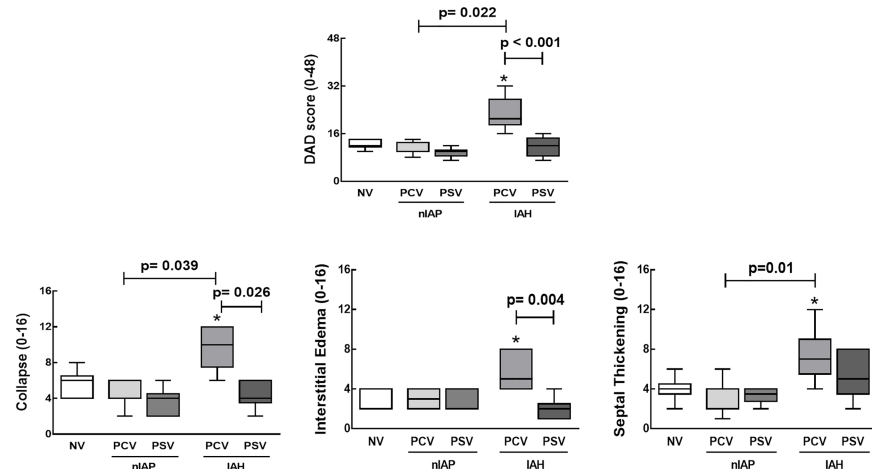 p= 0.022
p < 0.001
*
DAD score (0-48)
48
32
16
0
NV PCV PSV PCV PSV
nIAP IAH
p= 0.039
p= 0.026
*
Collapse (0-16)
16
12
8
4
0
NV PCV PSV PCV PSV
nIAP IAH
p= 0.004
*
Interstitial Edema (0-16)
16
12
8
4
0
NV PCV PSV PCV PSV
nIAP IAH
p=0.01
*
Septal Thickening (0-16)
16
12
8
4
0
NV PCV PSV PCV PSV
nIAP IAH